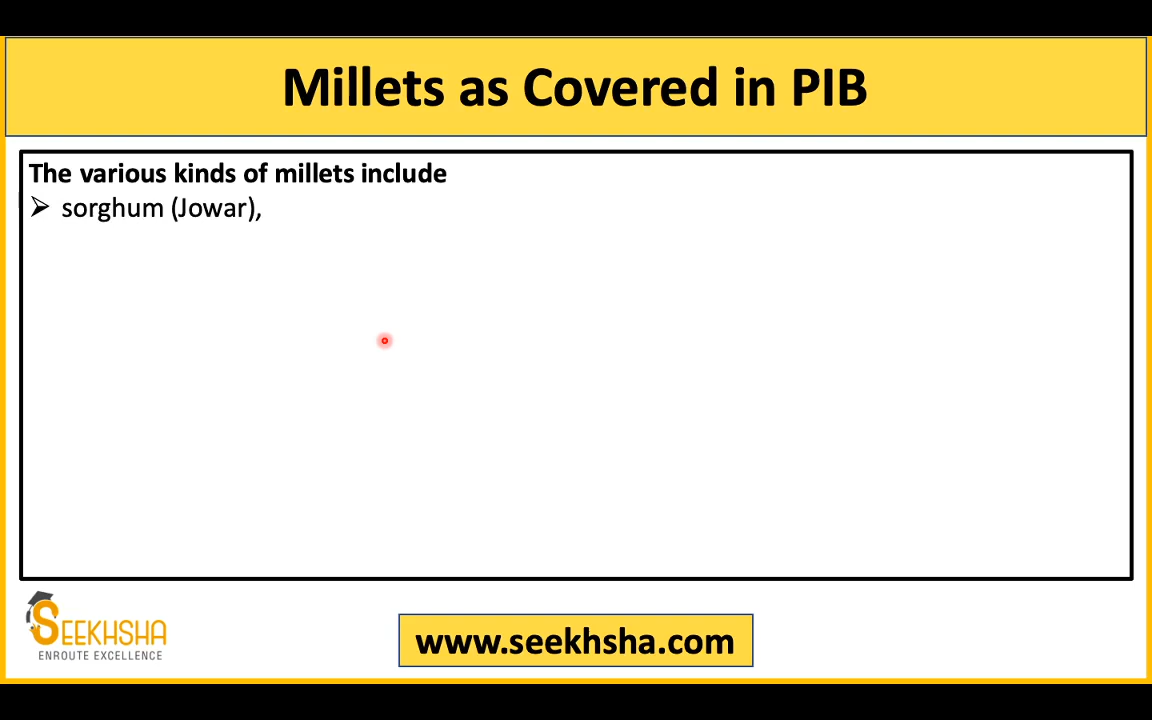 Millets as Covered in PIB
The various kinds of millets include
➢ sorghum (Jowar),
SEEKHSHA
ENROUTE EXCELLENCE
www.seekhsha.com